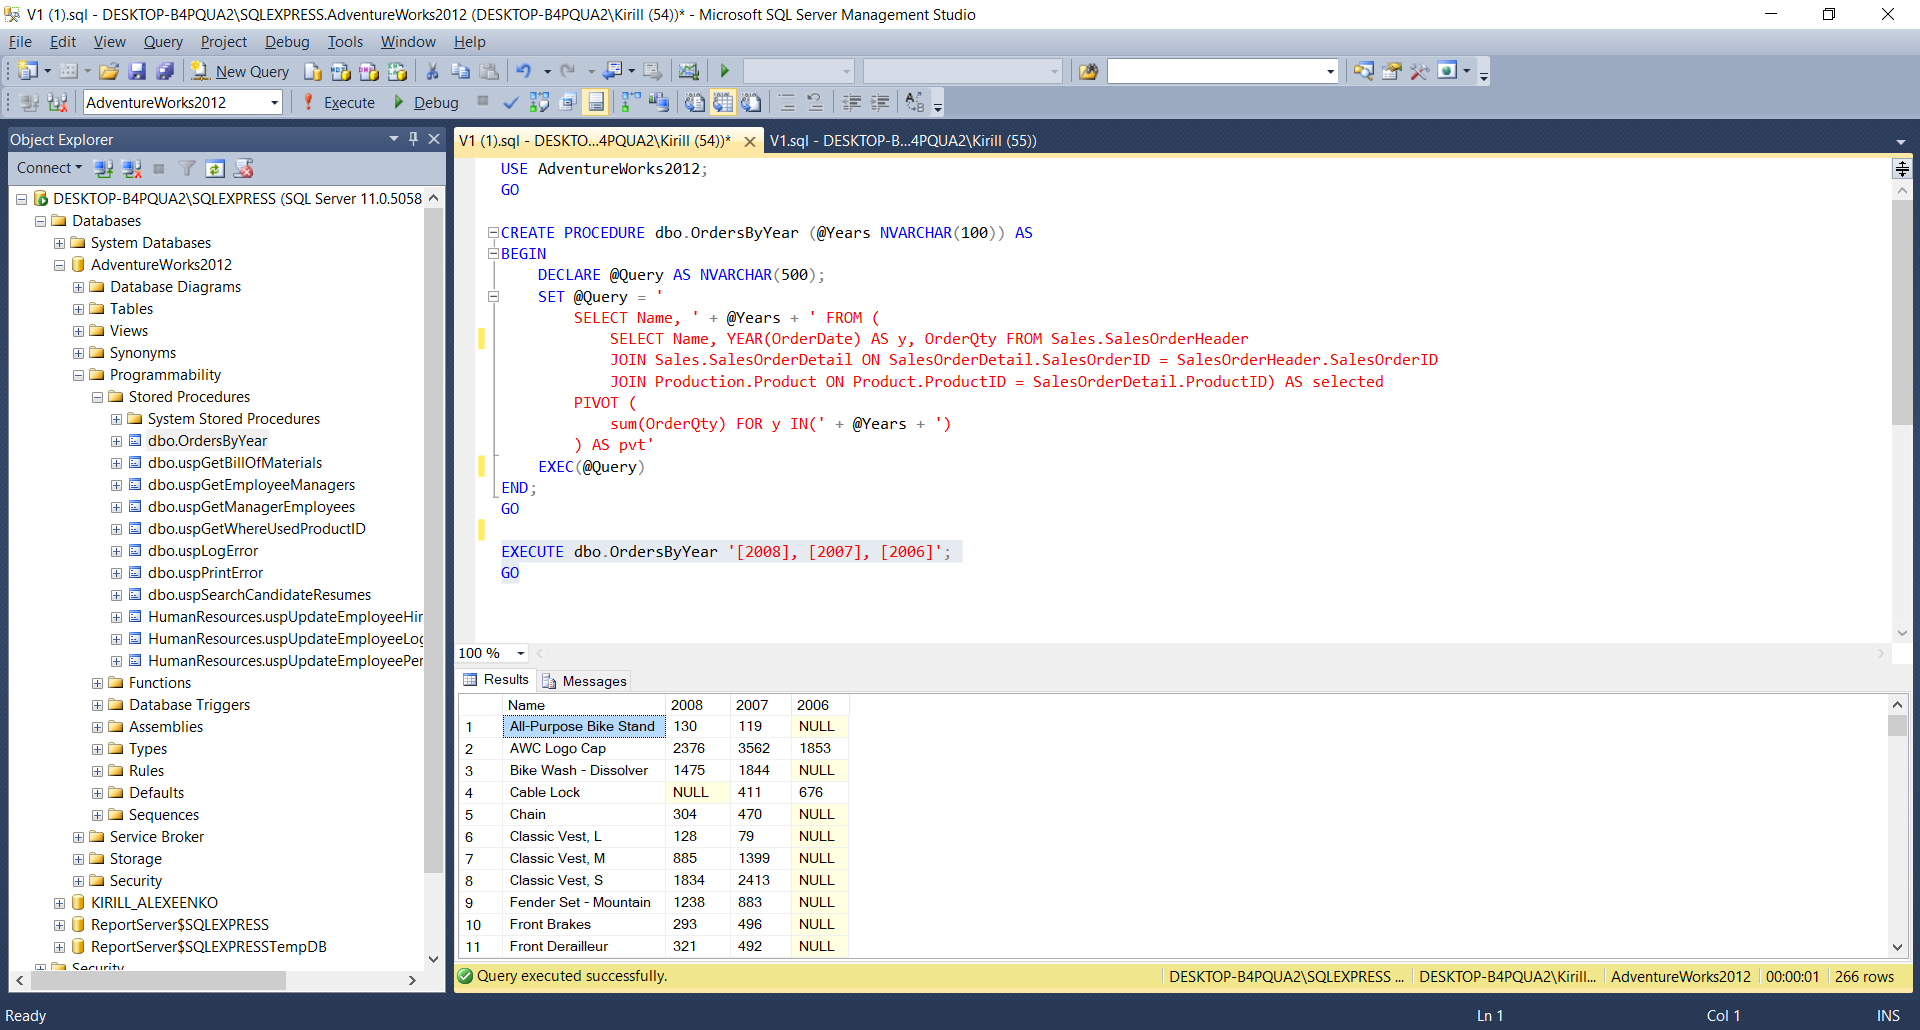 V1 (1).sql - DESKTOP-B4PQUA2\SQLEXPRESS.AdventureWorks2012 (DESKTOP-B4PQUA2\Kirill (54))* - Microsoft SQL Server Management Studio
File Edit View Query Project Debug Tools Window Help
New Query
AdventureWorks2012 Execute Debug
Object Explorer
Connect
DESKTOP-B4PQUA2\SQLEXPRESS (SQL Server 11.0.5058
Databases
System Databases
AdventureWorks2012
Database Diagrams
Tables
Views
Synonyms
Programmability
Stored Procedures
System Stored Procedures
dbo.OrdersByYear
dbo.uspGetBillOfMaterials
dbo.uspGetEmployeeManagers
dbo.uspGetManagerEmployees
dbo.uspGetWhereUsedProductID
dbo.uspLogError
dbo.uspPrintError
dbo.uspSearchCandidateResumes
HumanResources.uspUpdateEmployeeHir
HumanResources.uspUpdateEmployeeLog
HumanResources.uspUpdateEmployeePer
Functions
Database Triggers
Assemblies
Types
Rules
Defaults
Sequences
Service Broker
Storage
Security
KIRILL_ALEXEENKO
ReportServer$SQLEXPRESS
ReportServer$SQLEXPRESSTempDB
Security
V1 (1).sql - DESKTO...4PQUA2\Kirill (54))* V1.sql - DESKTOP-B...4PQUA2\Kirill (55))
USE AdventureWorks2012;
GO
CREATE PROCEDURE dbo.OrdersByYear (@Years NVARCHAR(100)) AS
BEGIN
DECLARE @Query AS NVARCHAR(500);
SET @Query = '
SELECT Name, ' + @Years + ' FROM (
SELECT Name, YEAR(OrderDate) AS y, OrderQty FROM Sales.SalesOrderHeader
JOIN Sales.SalesOrderDetail ON SalesOrderDetail.SalesOrderID = SalesOrderHeader.SalesOrderID
JOIN Production.Product ON Product.ProductID = SalesOrderDetail.ProductID) AS selected
PIVOT (
sum(OrderQty) FOR y IN(' + @Years + ')
) AS pvt'
EXEC(@Query)
END;
GO
EXECUTE dbo.OrdersByYear '[2008], [2007], [2006]';
GO
100 %
Results Messages
Name 2008 2007 2006
1 All-Purpose Bike Stand 130 119 NULL
2 AWC Logo Cap 2376 3562 1853
3 Bike Wash - Dissolver 1475 1844 NULL
4 Cable Lock NULL 411 676
5 Chain 304 470 NULL
6 Classic Vest, L 128 79 NULL
7 Classic Vest, M 885 1399 NULL
8 Classic Vest, S 1834 2413 NULL
9 Fender Set - Mountain 1238 883 NULL
10 Front Brakes 293 496 NULL
11 Front Derailleur 321 492 NULL
Query executed successfully. DESKTOP-B4PQUA2\SQLEXPRESS ... DESKTOP-B4PQUA2\Kirill... AdventureWorks2012 00:00:01 266 rows
Ready Ln 1 Col 1 INS